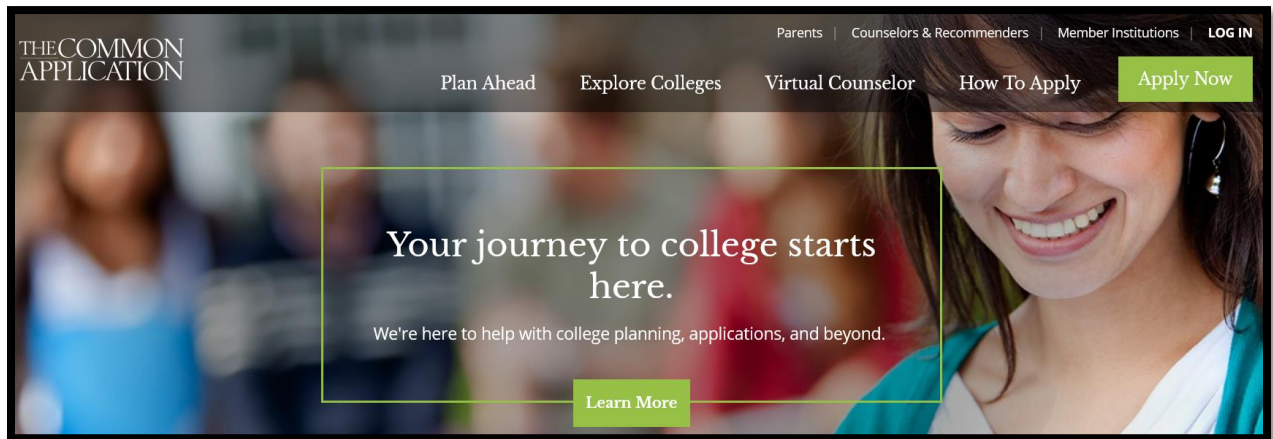 THE COMMON
APPLICATION
Parents | Counselors & Recommenders | Member Institutions | LOG IN
Plan Ahead Explore Colleges Virtual Counselor How To Apply Apply Now
Your journey to college starts
here.
We're here to help with college planning, applications, and beyond.
Learn More